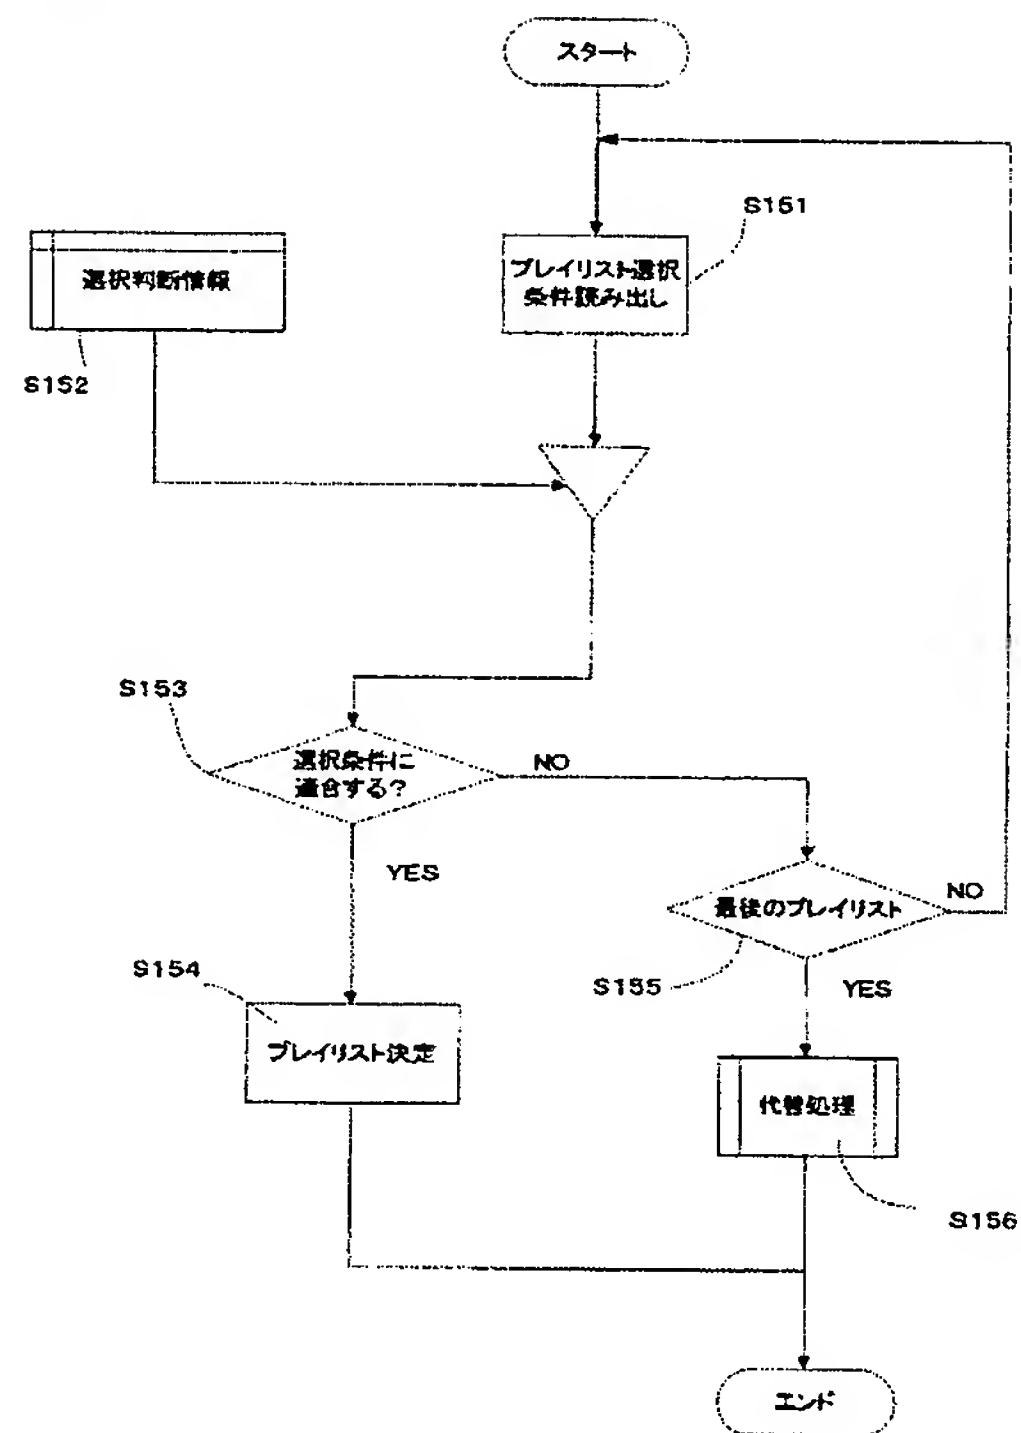 スタート
S151
プレイリスト選択
条件読み出し
選択判断情報
S152
S153
選択条件に
適合する?
NO
YES
最後のプレイリスト
NO
S155
YES
S154
プレイリスト決定
代替処理
S156
エンド